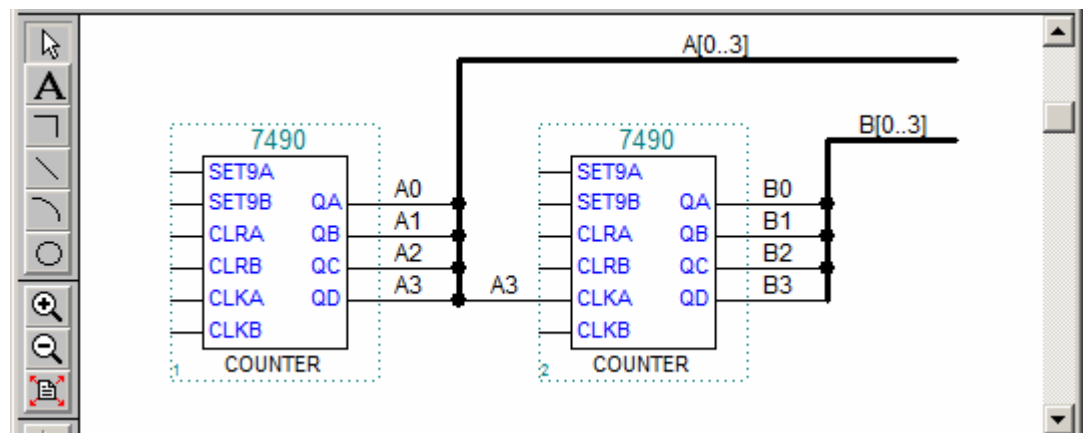 A
A[0..3]
B[0..3]
7490
SET9A
SET9B QA A0
CLRA QB A1
CLRB QC A2
CLKA QD A3
CLKB
1 COUNTER
7490
SET9A
SET9B QA B0
CLRA QB B1
CLRB QC B2
A3 CLKA QD B3
CLKB
2 COUNTER